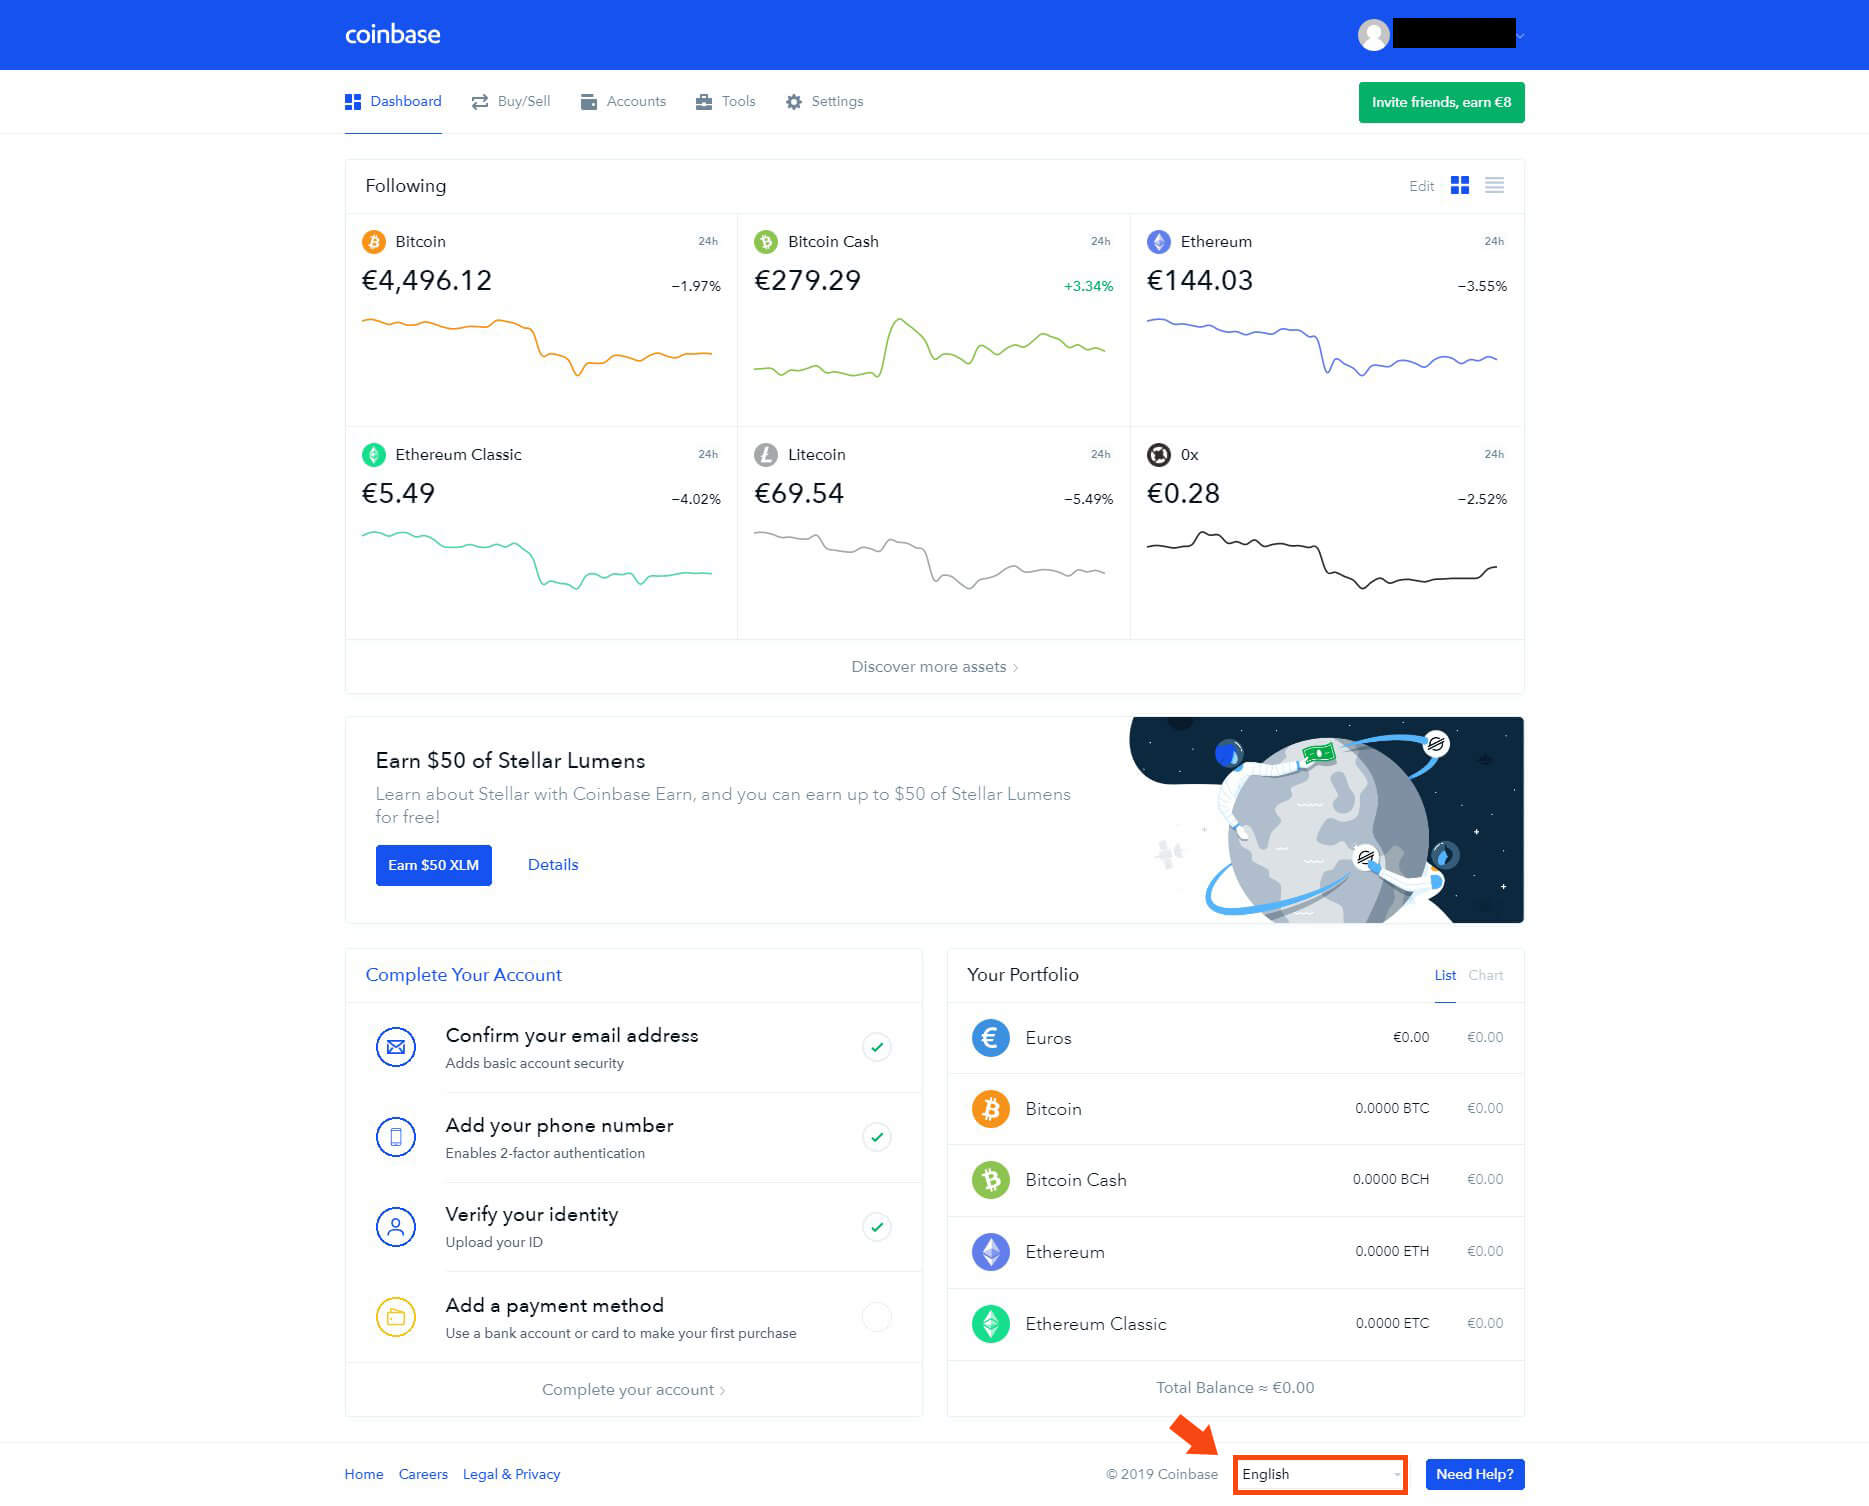 coinbase
Dashboard
Buy/Sell
Accounts
Tools
Settings
Invite friends, earn €8
Following
Edit
Bitcoin
24h
€4,496.12
−1.97%
Bitcoin Cash
24h
€279.29
+3.34%
Ethereum
24h
€144.03
−3.55%
Ethereum Classic
24h
€5.49
−4.02%
Litecoin
24h
€69.54
−5.49%
0x
24h
€0.28
−2.52%
Discover more assets >
Earn $50 of Stellar Lumens
Learn about Stellar with Coinbase Earn, and you can earn up to $50 of Stellar Lumens
for free!
Earn $50 XLM
Details
Complete Your Account
Confirm your email address
Adds basic account security
Add your phone number
Enables 2-factor authentication
Verify your identity
Upload your ID
Add a payment method
Use a bank account or card to make your first purchase
Complete your account >
Your Portfolio
List
Chart
Euros
€0.00
€0.00
Bitcoin
0.0000 BTC
€0.00
Bitcoin Cash
0.0000 BCH
€0.00
Ethereum
0.0000 ETH
€0.00
Ethereum Classic
0.0000 ETC
€0.00
Total Balance ≈ €0.00
Home
Careers
Legal & Privacy
© 2019 Coinbase
English
Need Help?